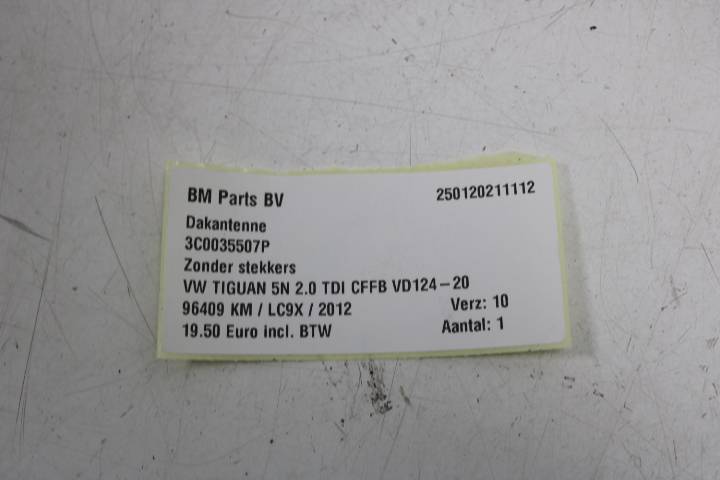 BM Parts BV 250120211112
Dakantenne
3C0035507P
Zonder stekkers
VW TIGUAN 5N 2.0 TDI CFFB VD124-20
96409 KM / LC9X / 2012 Verz: 10
19.50 Euro incl. BTW Aantal: 1